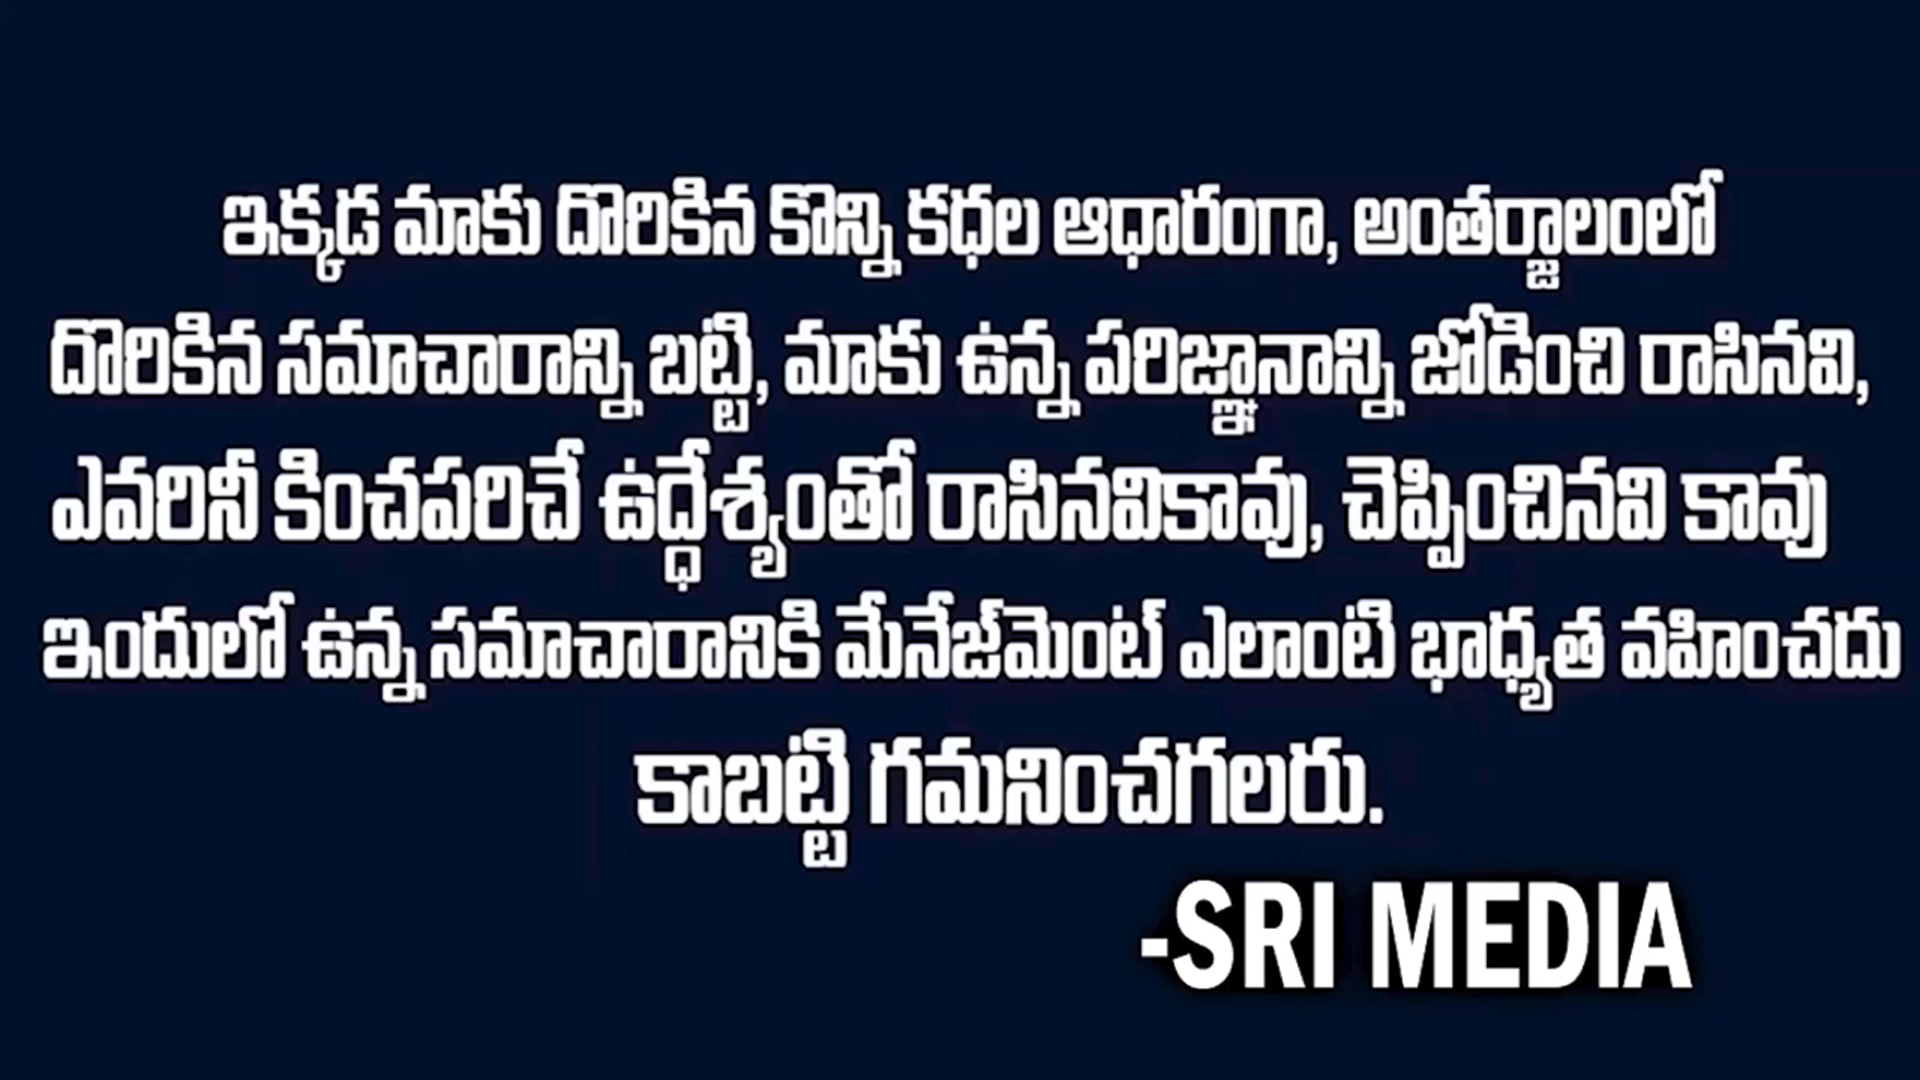 ఇక్కడ మాకు దొరికిన కొన్ని కధల ఆధారంగా, అంతర్జాలంలో
దొరికిన సమాచారాన్ని బట్టి, మాకు ఉన్న పరిజ్ఞానాన్ని జోడించి రాసినవి,
ఎవరినీ కించపరిచే ఉద్ధేశ్యంతో రాసినవికావు, చెప్పించినవి కావు
ఇందులో ఉన్న సమాచారానికి మేనేజ్‌మెంట్ ఎలాంటి భాధ్యత వహించదు
కాబట్టి గమనించగలరు.
-SRI MEDIA